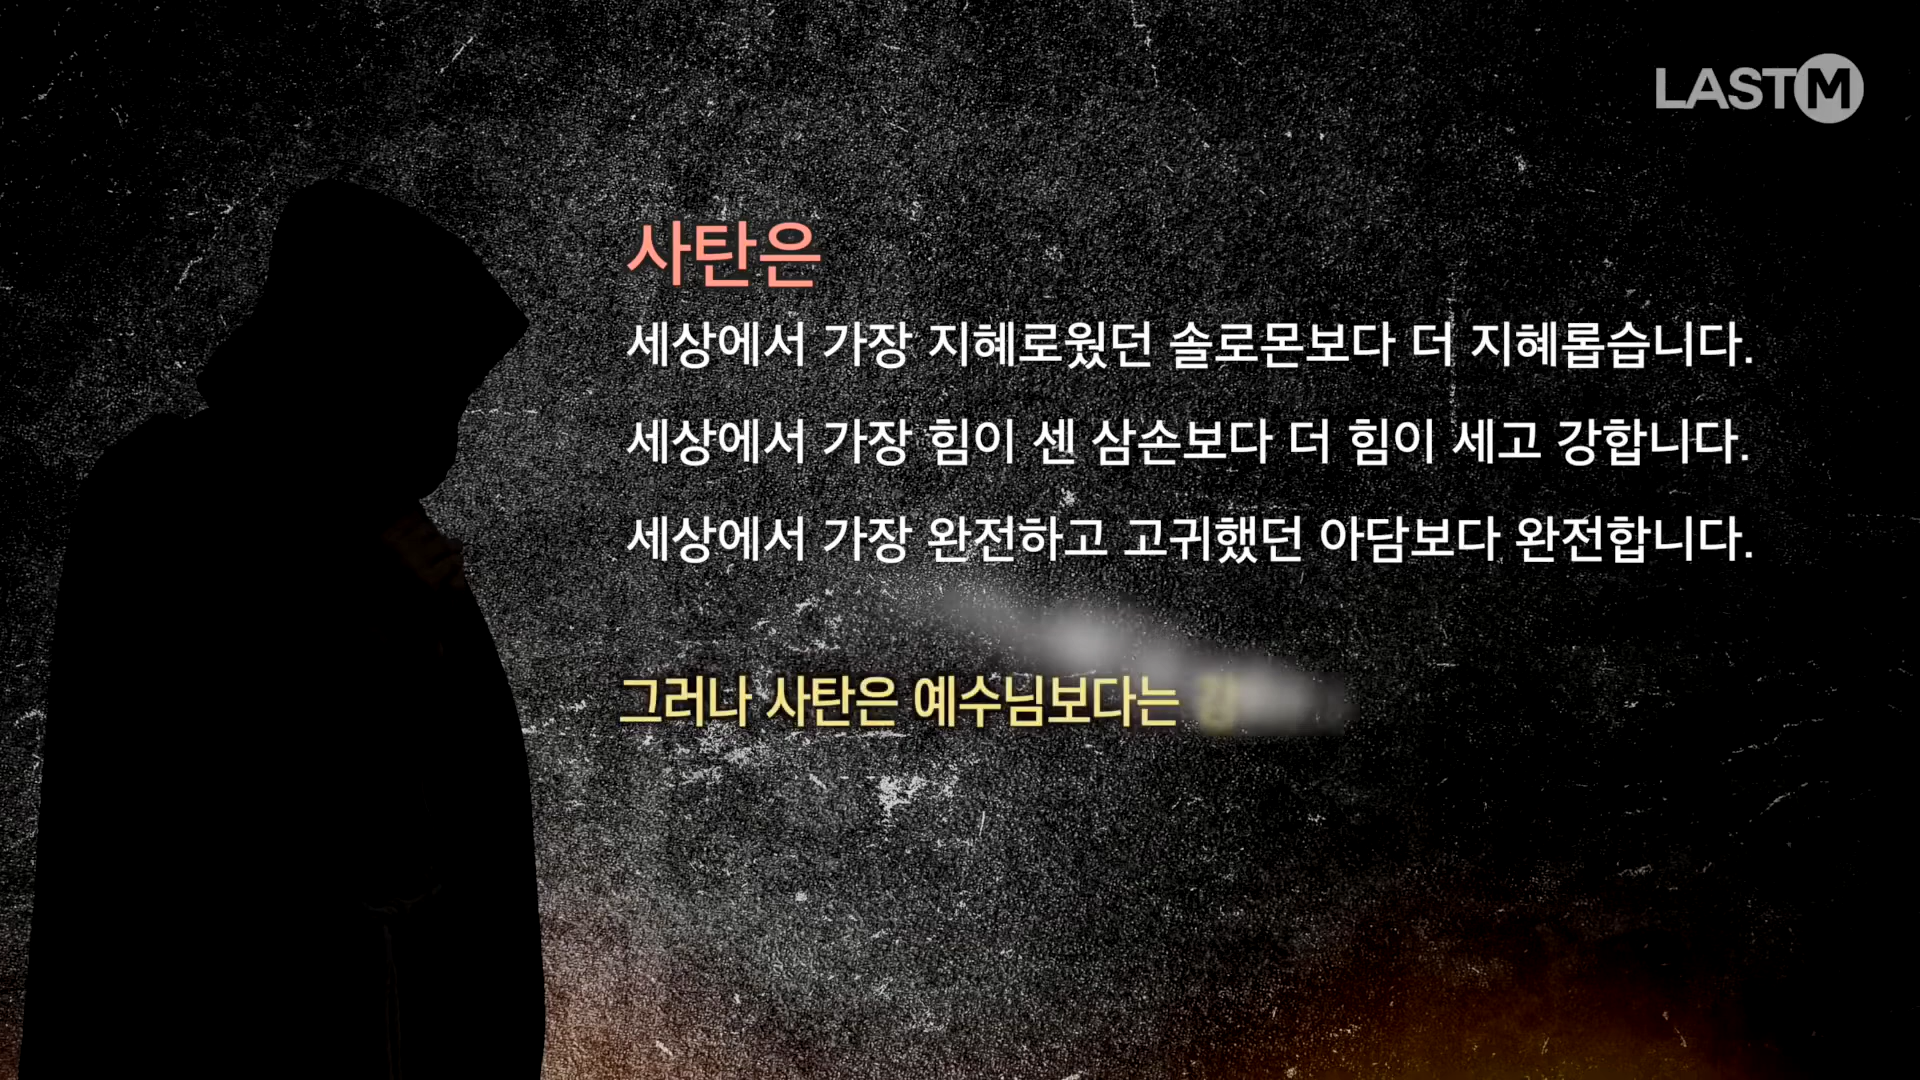 LASTM
사탄은
세상에서 가장 지혜로웠던 솔로몬보다 더 지혜롭습니다.
세상에서 가장 힘이 센 삼손보다 더 힘이 세고 강합니다.
세상에서 가장 완전하고 고귀했던 아담보다 완전합니다.
그러나 사탄은 예수님보다는